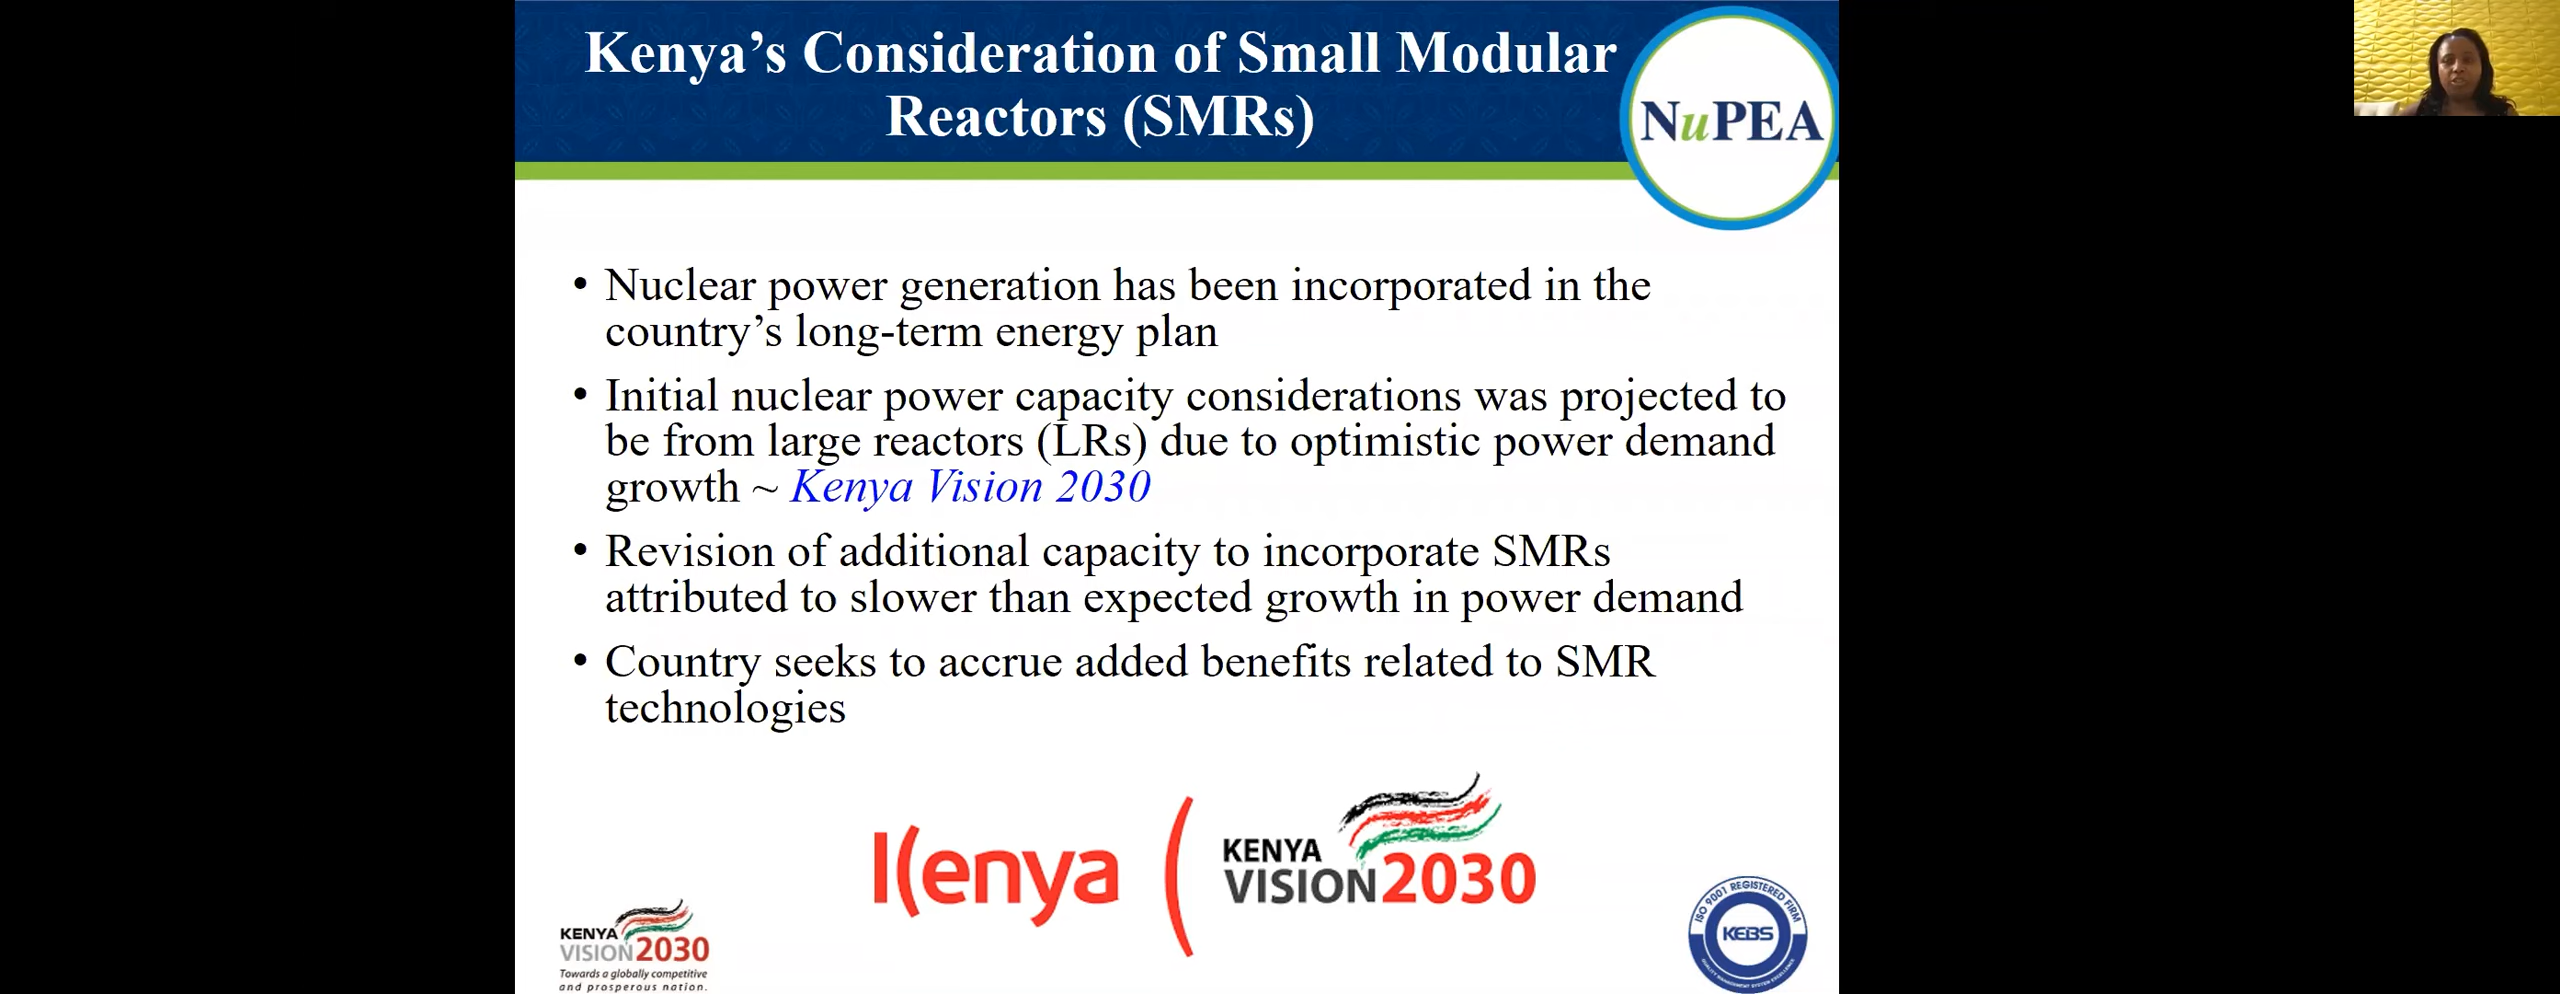 Kenya’s Consideration of Small Modular
Reactors (SMRs)
NuPEA
• Nuclear power generation has been incorporated in the
country’s long-term energy plan
• Initial nuclear power capacity considerations was projected to
be from large reactors (LRs) due to optimistic power demand
growth ~ Kenya Vision 2030
• Revision of additional capacity to incorporate SMRs
attributed to slower than expected growth in power demand
• Country seeks to accrue added benefits related to SMR
technologies
Kenya
KENYA
VISION 2030
KENYA
VISION 2030
Towards a globally competitive
and prosperous nation.
ISO 9001 REGISTERED FIRM
KEBS